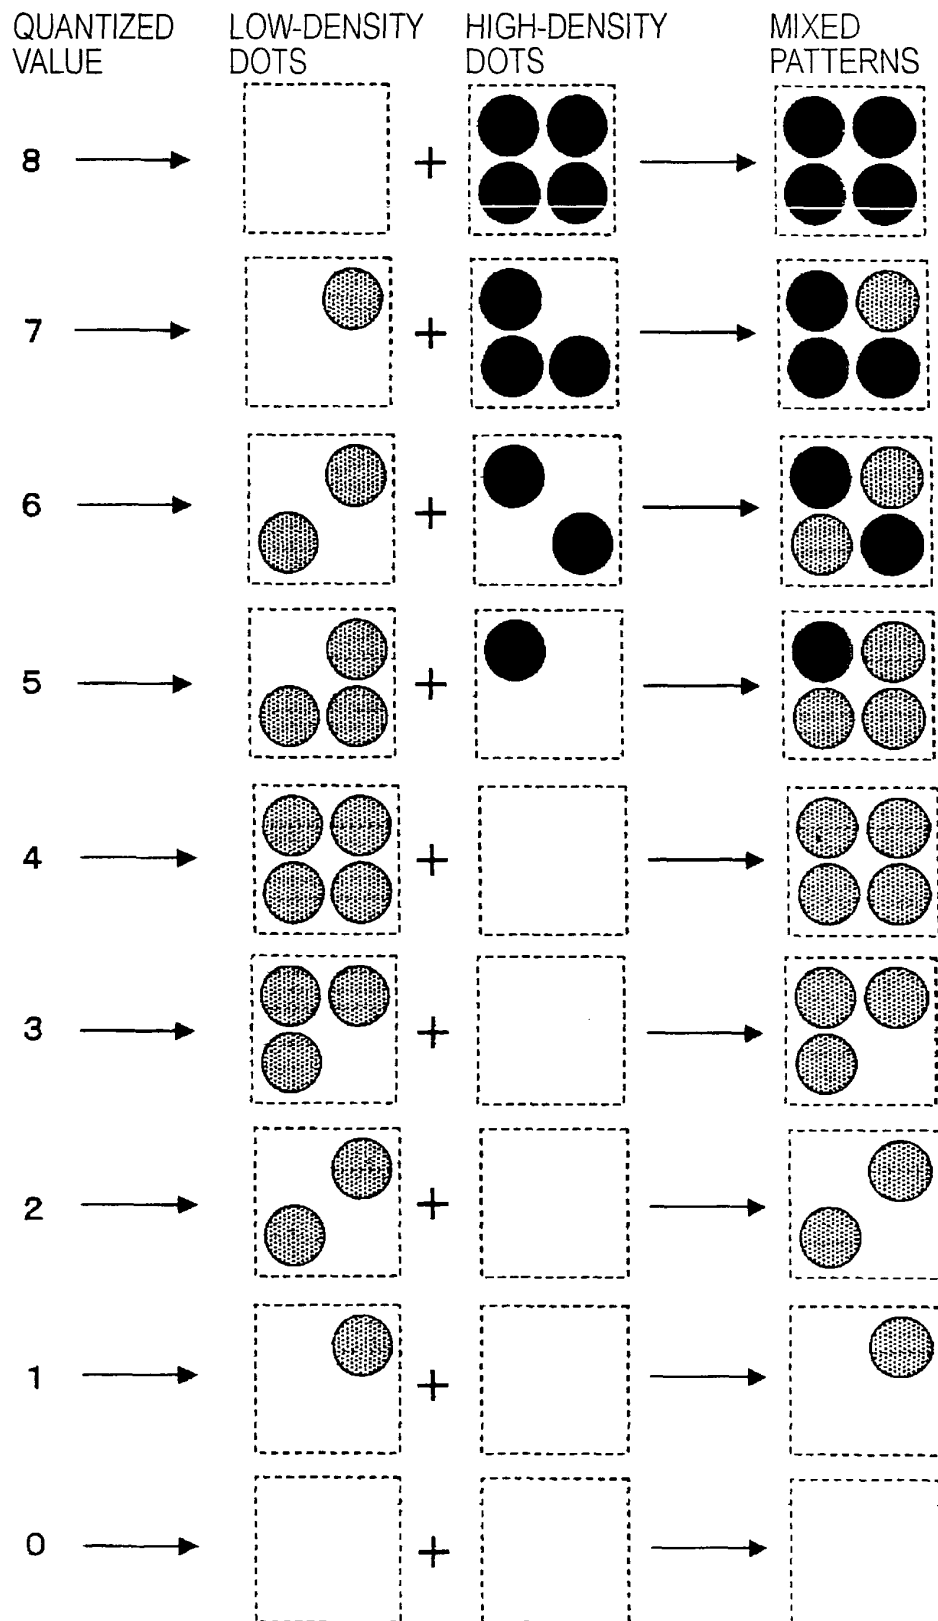 QUANTIZED VALUE
LOW-DENSITY DOTS
HIGH-DENSITY DOTS
MIXED PATTERNS
8 +
7 +
6 +
5 +
4 +
3 +
2 +
1 +
0 +